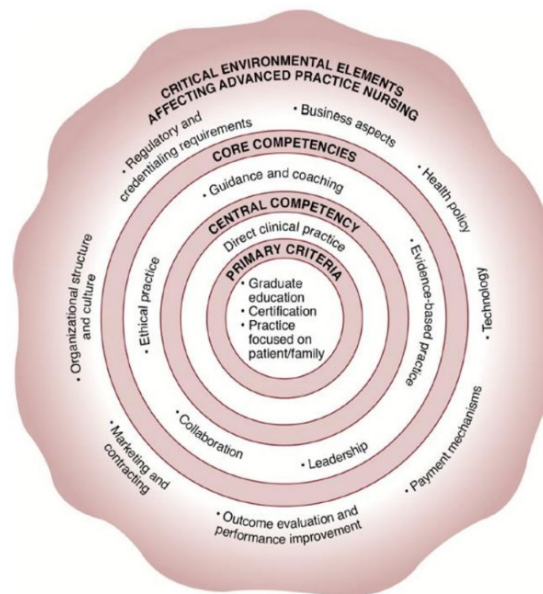 CRITICAL ENVIRONMENTAL ELEMENTS
AFFECTING ADVANCED PRACTICE NURSING
• Regulatory and
credentialing requirements
• Business aspects
• Health policy
• Technology
• Payment mechanisms
• Outcome evaluation and
performance improvement
• Marketing and
contracting
• Organizational structure
and culture
CORE COMPETENCIES
• Guidance and coaching
• Evidence-based practice
• Leadership
• Collaboration
• Ethical practice
CENTRAL COMPETENCY
Direct clinical practice
PRIMARY CRITERIA
• Graduate
education
• Certification
• Practice
focused on
patient/family